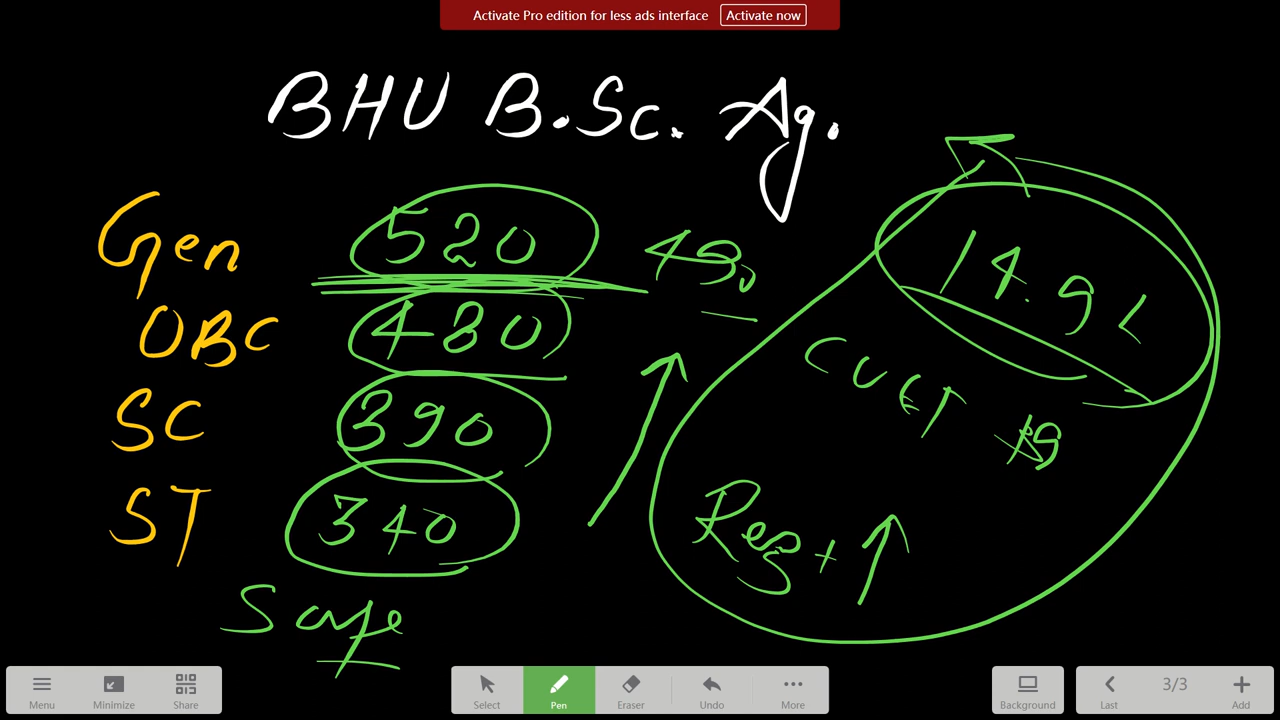 Activate Pro edition for less ads interface Activate now
BHU B.Sc. Ag.
Gen 520
OBC 480
SC 390
ST 340
Safe
14.9L
CUET
Reg +
Menu Minimize Share Select Pen Eraser Undo More Background Last 3/3 Add